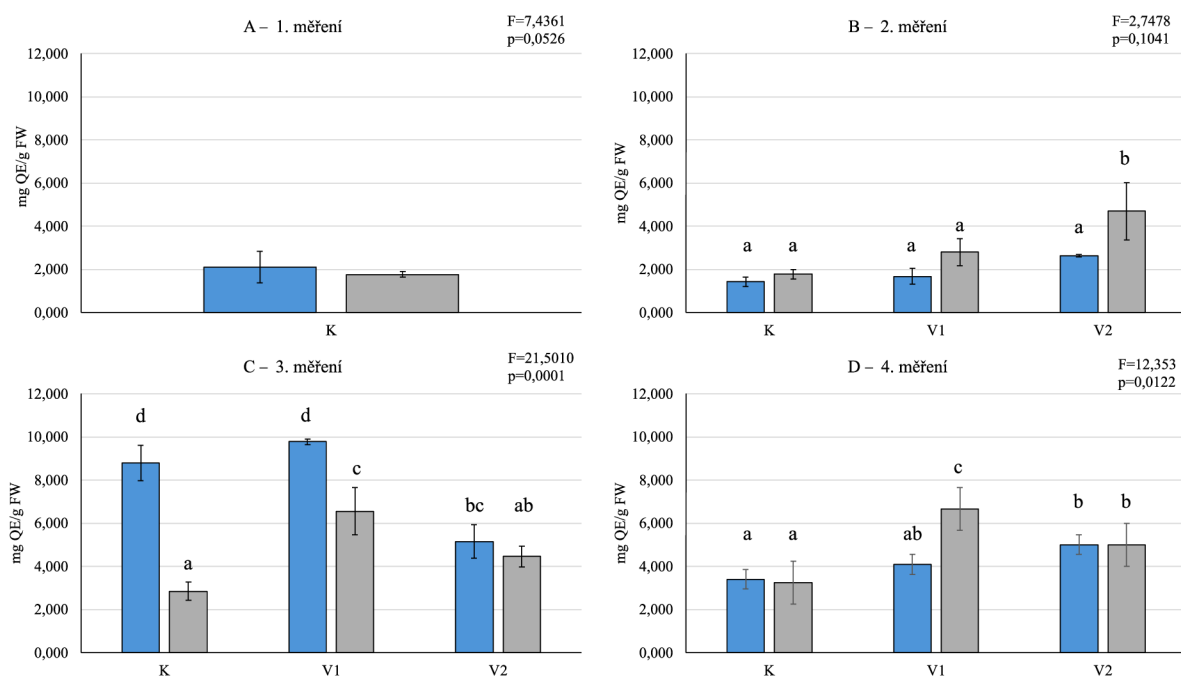 A – 1. měření
F=7,4361
p=0,0526
mg QE/g FW
12,000
10,000
8,000
6,000
4,000
2,000
0,000
K
B – 2. měření
F=2,7478
p=0,1041
mg QE/g FW
12,000
10,000
8,000
6,000
4,000
2,000
0,000
a a a a a b
K V1 V2
C – 3. měření
F=21,5010
p=0,0001
mg QE/g FW
12,000
10,000
8,000
6,000
4,000
2,000
0,000
d a d c bc ab
K V1 V2
D – 4. měření
F=12,353
p=0,0122
mg QE/g FW
12,000
10,000
8,000
6,000
4,000
2,000
0,000
a a ab c b b
K V1 V2